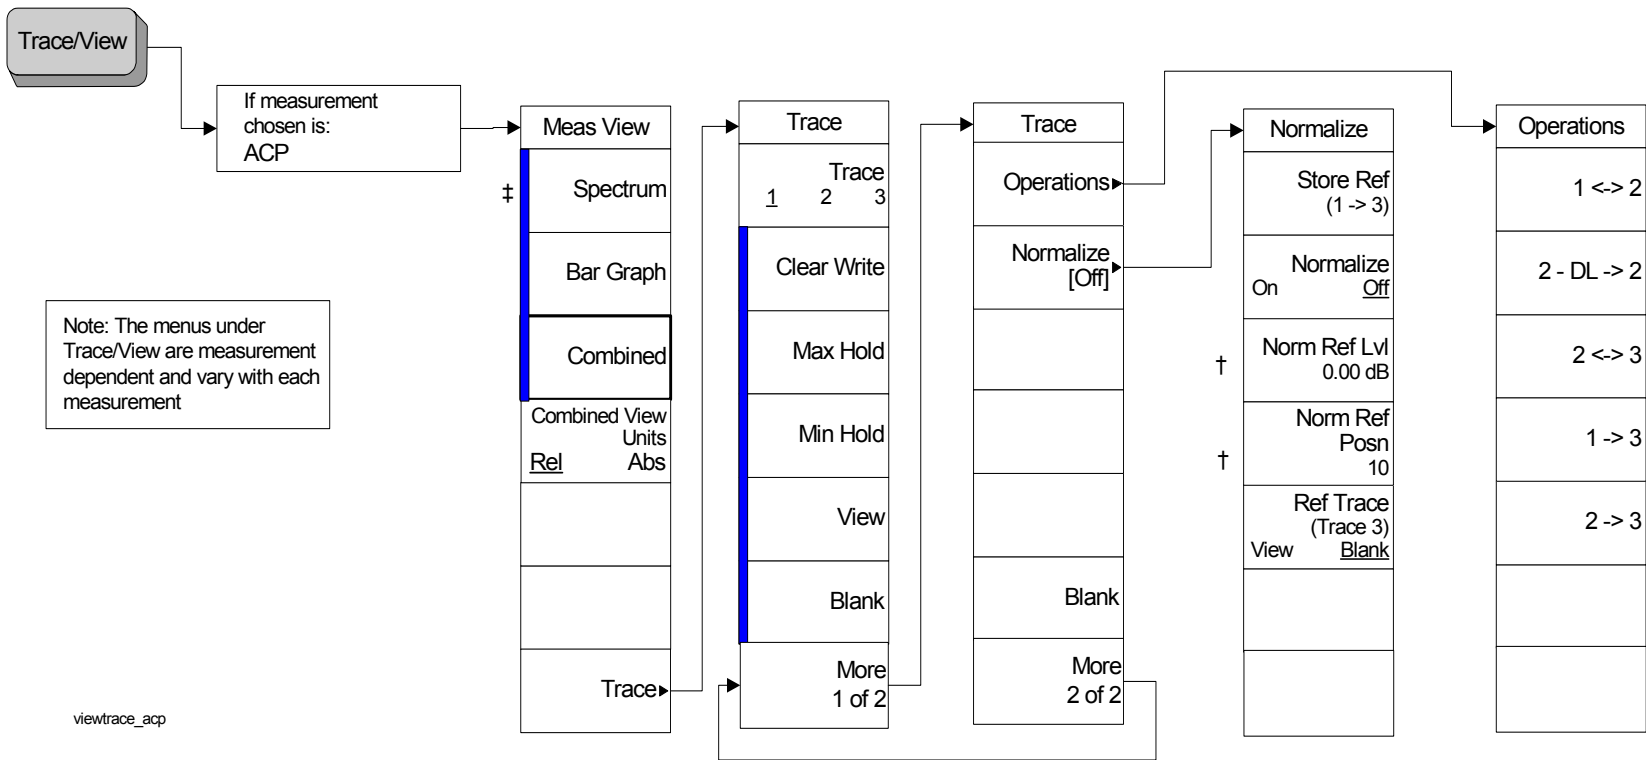 Trace/View
If measurement
chosen is:
ACP
Note: The menus under
Trace/View are measurement
dependent and vary with each
measurement
viewtrace_acp
Meas View
‡
Spectrum
Bar Graph
Combined
Combined View
Units
Rel Abs
Trace
Trace
Trace
1 2 3
Clear Write
Max Hold
Min Hold
View
Blank
More
1 of 2
Trace
Operations
Normalize
[Off]
Blank
More
2 of 2
Normalize
Store Ref
(1 -> 3)
Normalize
On Off
† Norm Ref Lvl
0.00 dB
Norm Ref
Posn
† 10
Ref Trace
(Trace 3)
View Blank
Operations
1 <-> 2
2 - DL -> 2
2 <-> 3
1 -> 3
2 -> 3